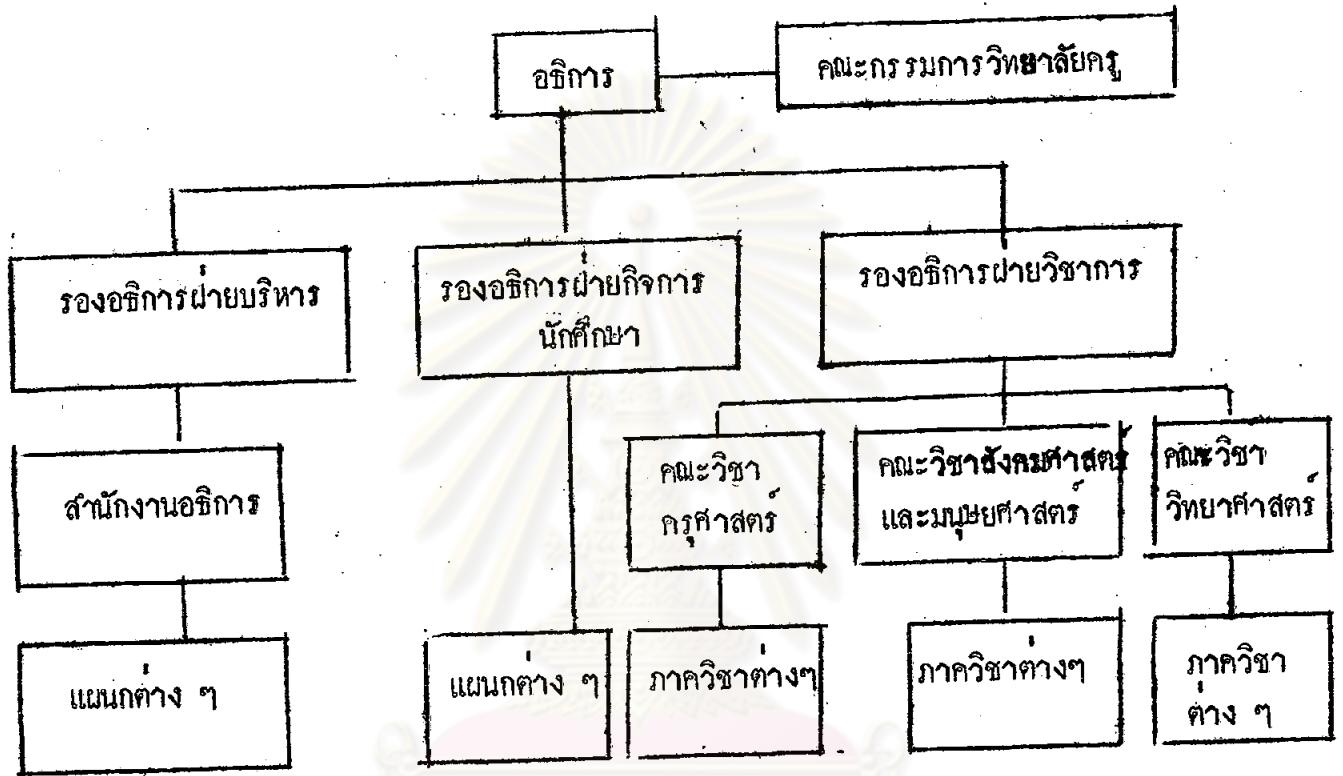 อธิการ
คณะกรรมการวิทยาลัยครู
รองอธิการฝ่ายบริหาร
รองอธิการฝ่ายกิจการ
นักศึกษา
รองอธิการฝ่ายวิชาการ
สำนักงานอธิการ
คณะวิชา
ครุศาสตร์
คณะวิชาสังคมศาสตร์
และมนุษยศาสตร์
คณะวิชา
วิทยาศาสตร์
แผนกต่าง ๆ
แผนกต่าง ๆ
ภาควิชาต่างๆ
ภาควิชาต่างๆ
ภาควิชา
ต่าง ๆ